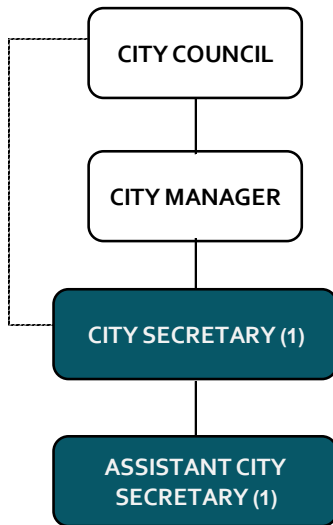 CITY COUNCIL
CITY MANAGER
CITY SECRETARY (1)
ASSISTANT CITY
SECRETARY (1)